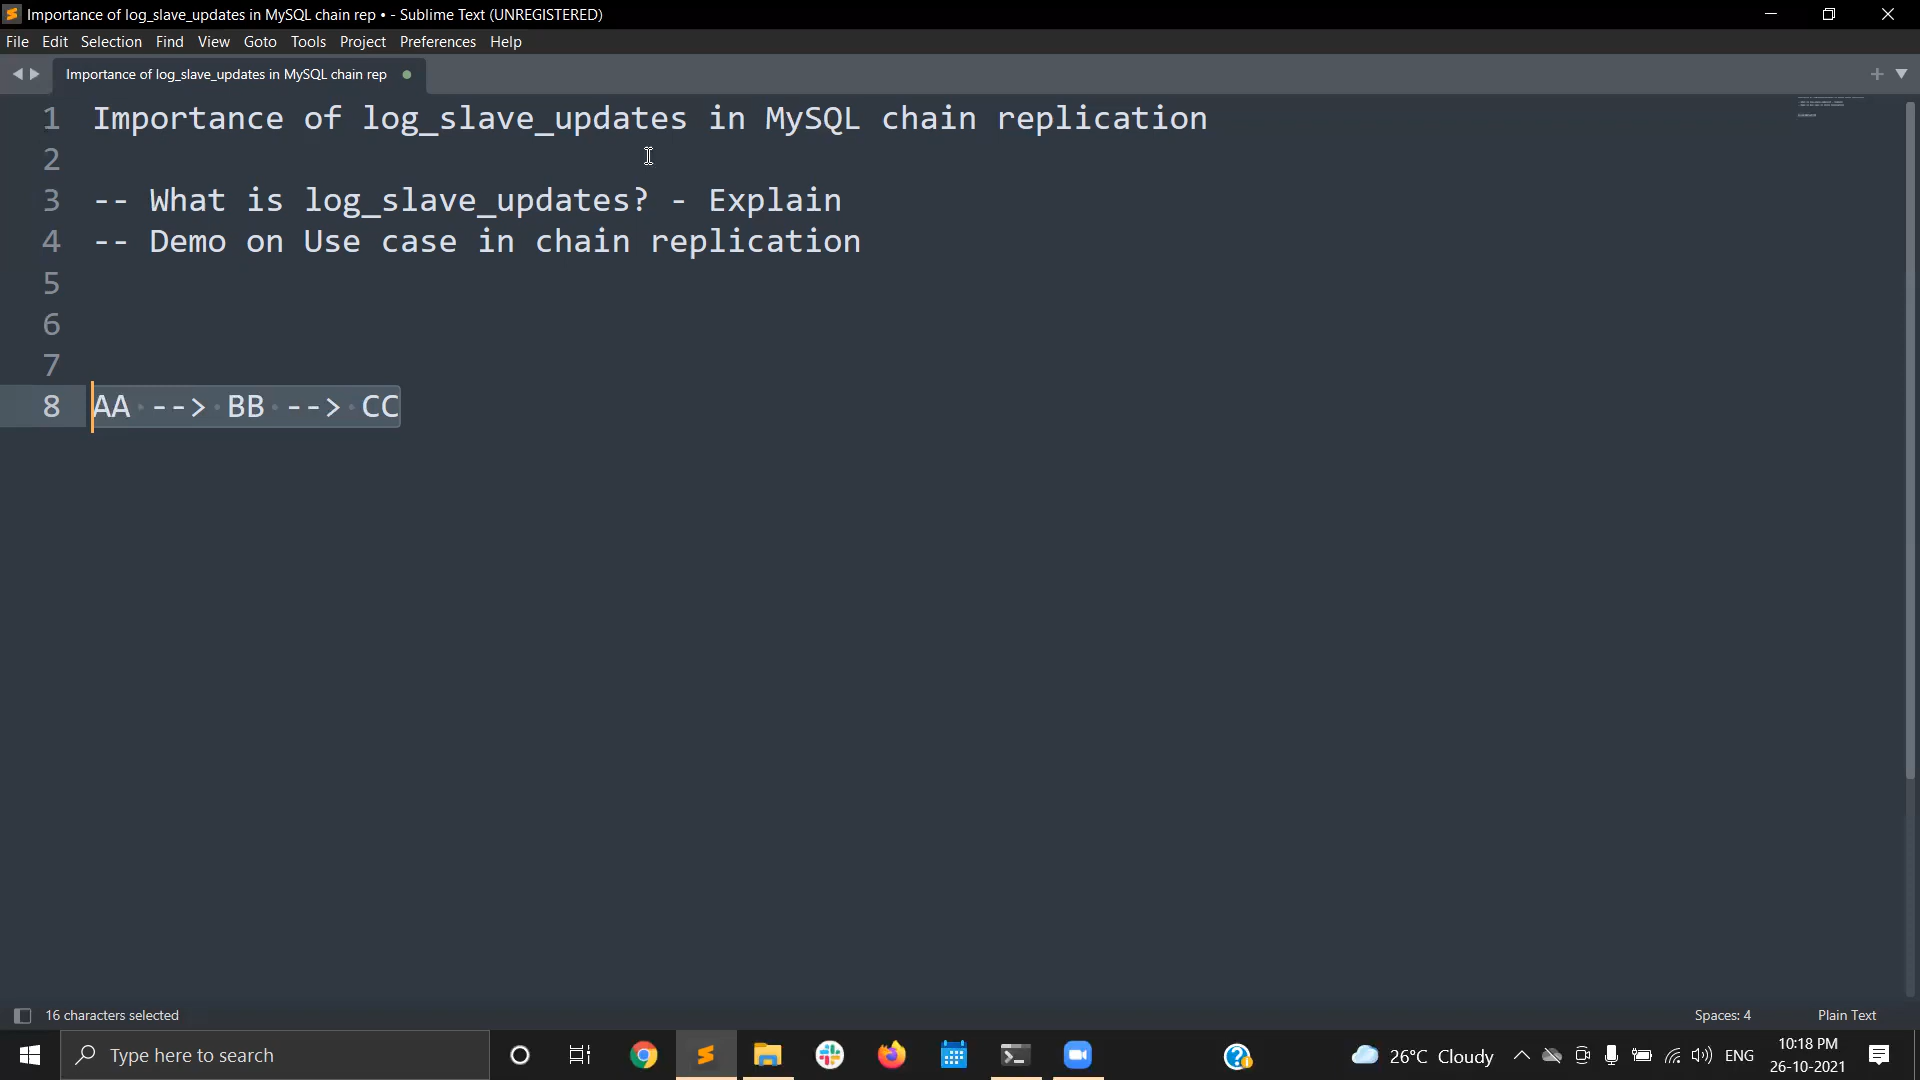 Importance of log_slave_updates in MySQL chain rep • - Sublime Text (UNREGISTERED)
File Edit Selection Find View Goto Tools Project Preferences Help
Importance of log_slave_updates in MySQL chain rep
1 Importance of log_slave_updates in MySQL chain replication
2
3 -- What is log_slave_updates? - Explain
4 -- Demo on Use case in chain replication
5
6
7
8 AA --> BB --> CC
16 characters selected Spaces: 4 Plain Text
Type here to search 26°C Cloudy ENG 10:18 PM
26-10-2021